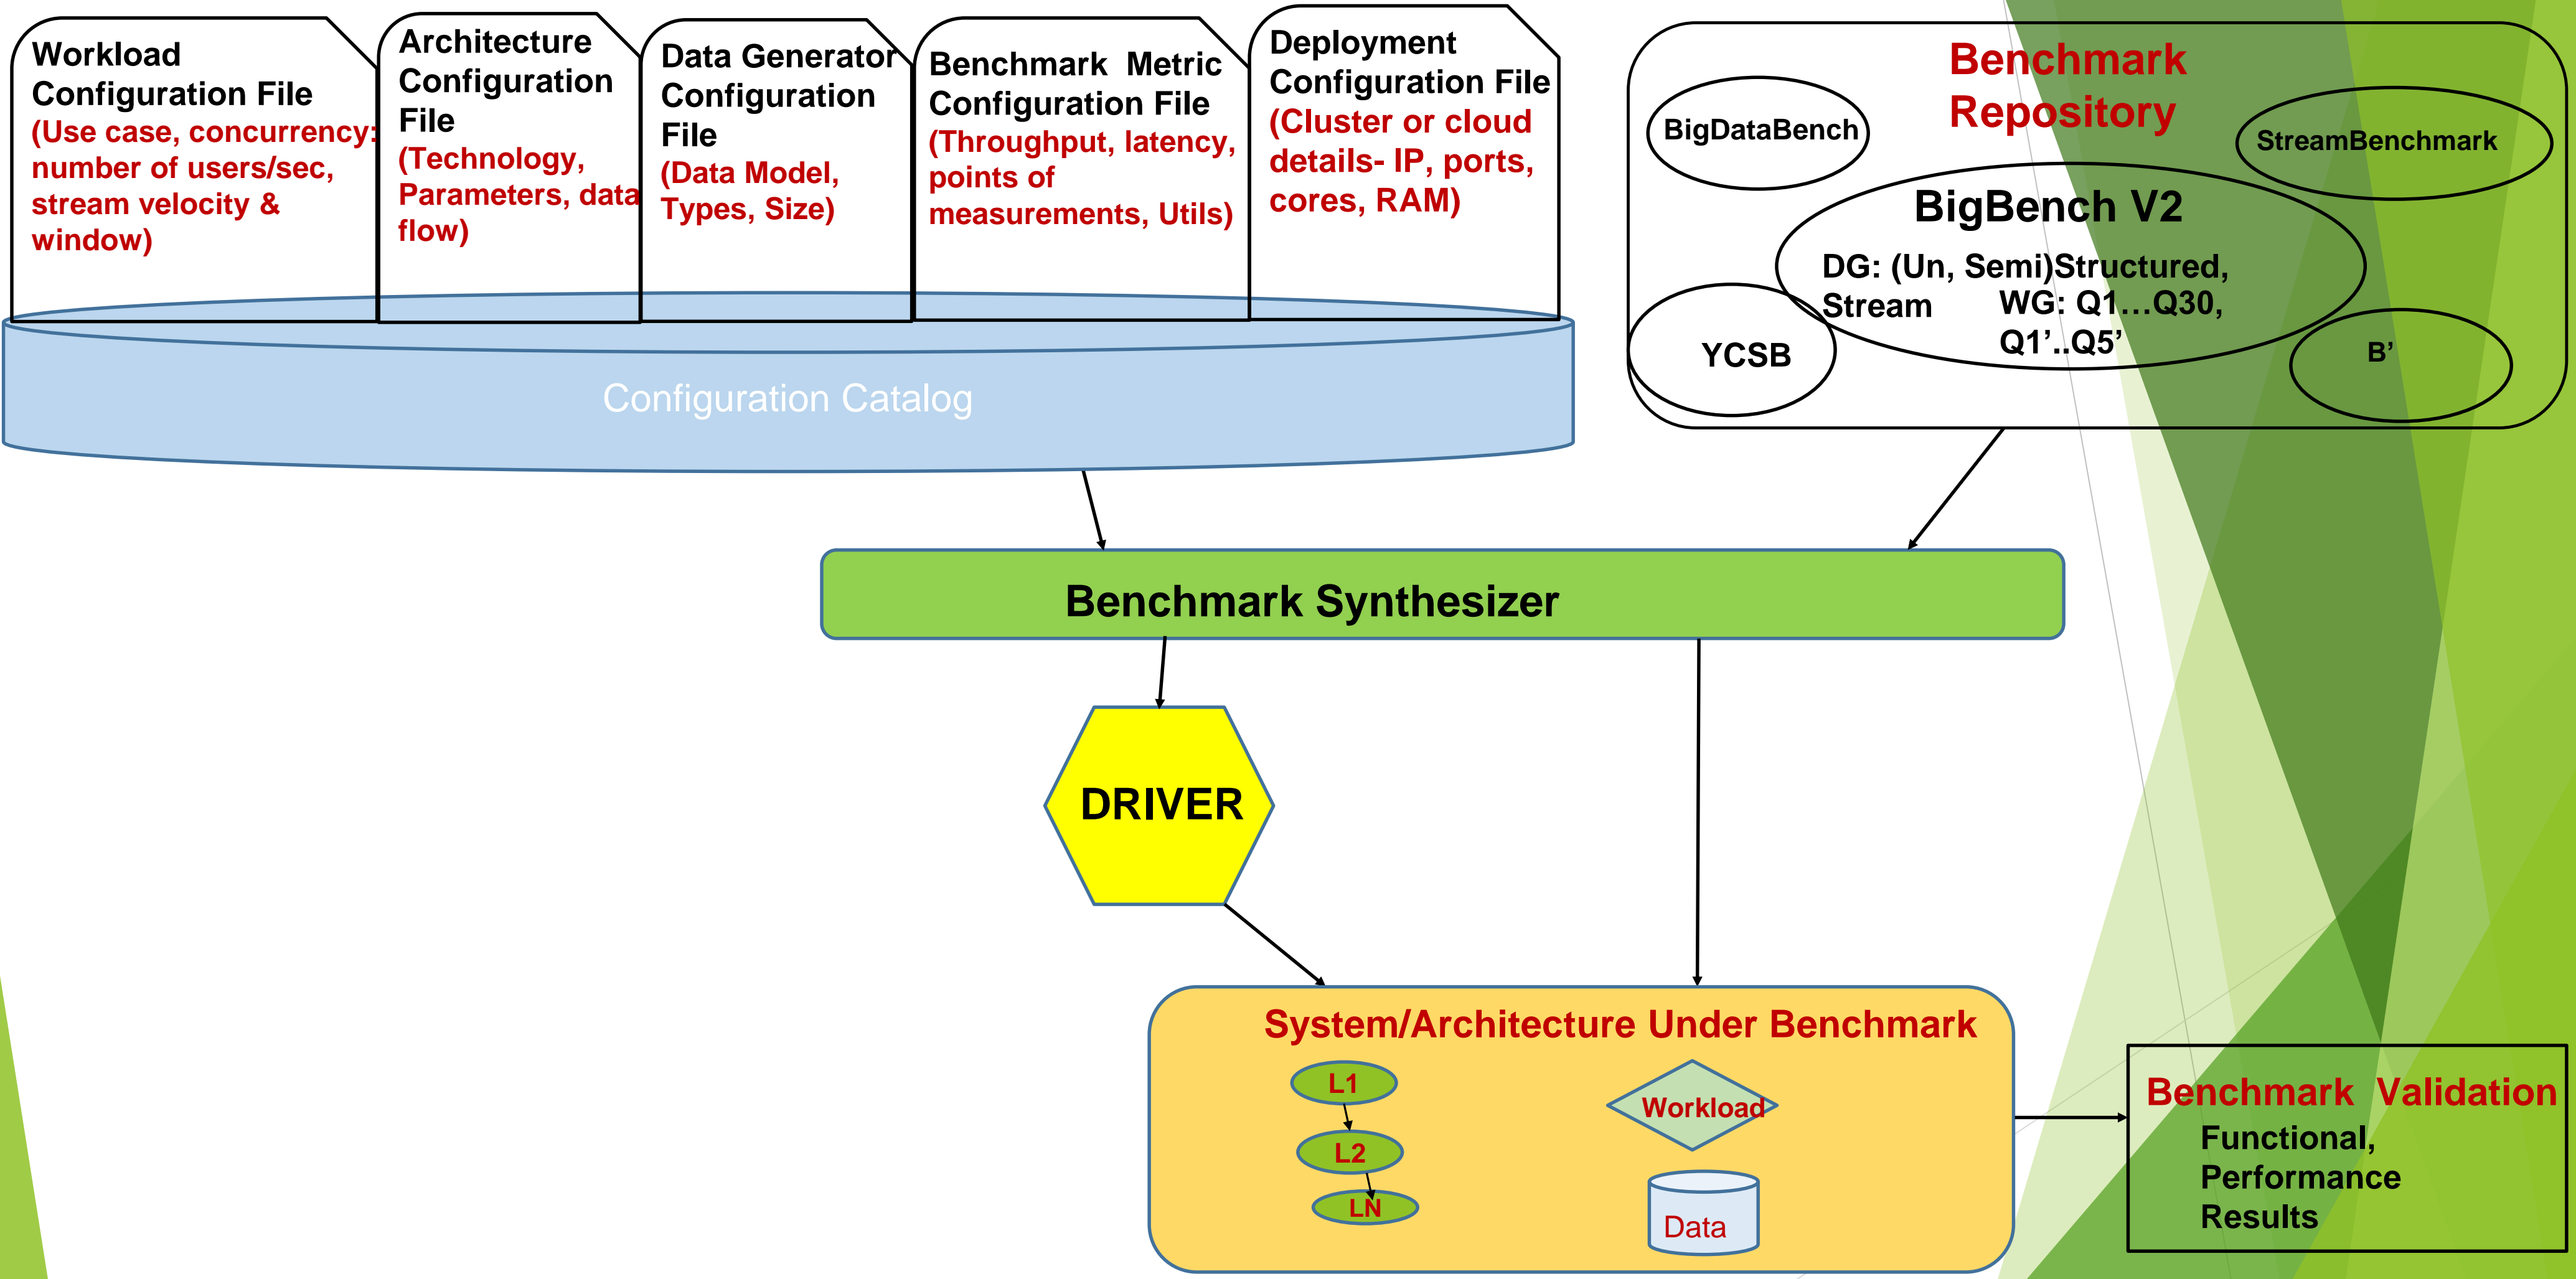 Workload
Configuration File
(Use case, concurrency:
number of users/sec,
stream velocity &
window)
Architecture
Configuration
File
(Technology,
Parameters, data
flow)
Data Generator
Configuration
File
(Data Model,
Types, Size)
Benchmark Metric
Configuration File
(Throughput, latency,
points of
measurements, Utils)
Deployment
Configuration File
(Cluster or cloud
details- IP, ports,
cores, RAM)
Configuration Catalog
Benchmark
Repository
BigDataBench
StreamBenchmark
BigBench V2
DG: (Un, Semi)Structured,
Stream
WG: Q1...Q30,
Q1’..Q5’
YCSB
B’
Benchmark Synthesizer
DRIVER
System/Architecture Under Benchmark
L1
L2
LN
Workload
Data
Benchmark Validation
Functional,
Performance
Results